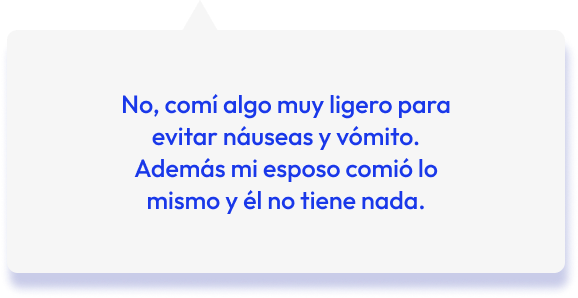 No, comí algo muy ligero para
evitar náuseas y vómito.
Además mi esposo comió lo
mismo y él no tiene nada.